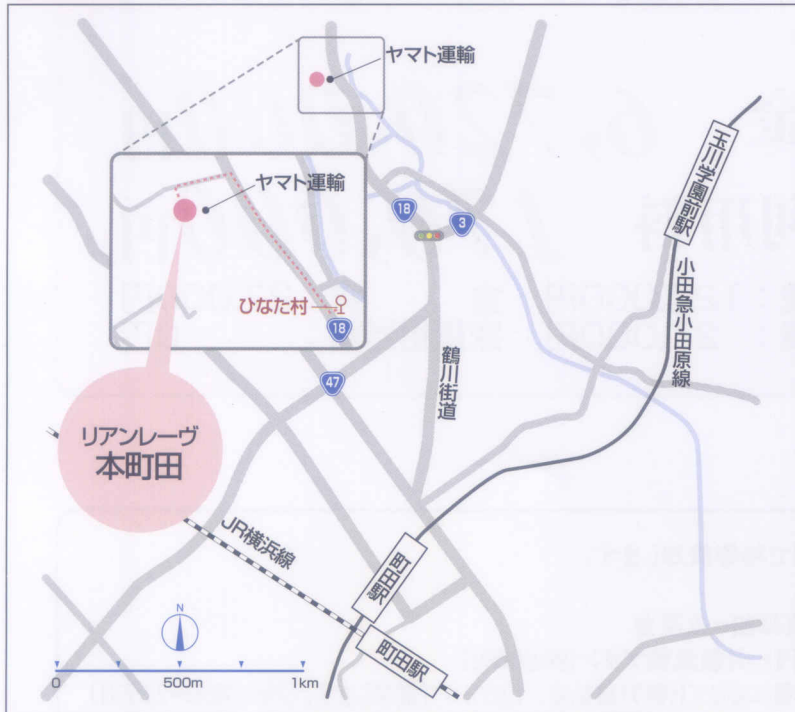 ヤマト運輸
ヤマト運輸
ひなた村
18
18
3
47
玉川学園前駅
小田急小田原線
鶴川街道
リアンレーヴ
本町田
JR横浜線
町田駅
町田駅
N
0 500m 1km